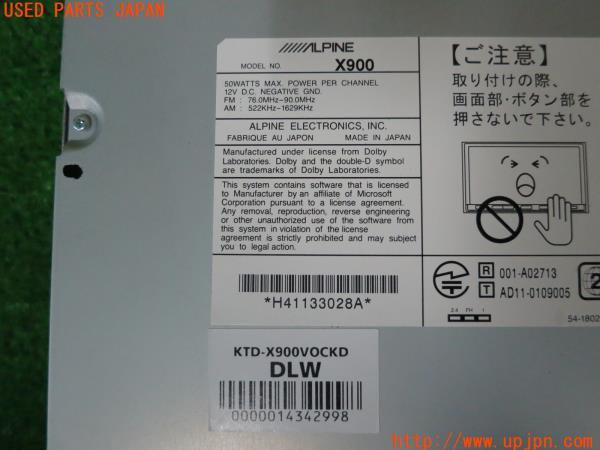 USED PARTS JAPAN
ALPINE
MODEL NO. X900
50WATTS MAX. POWER PER CHANNEL
12V D.C. NEGATIVE GND.
FM : 76.0MHz-90.0MHz
AM : 522KHz-1629KHz
ALPINE ELECTRONICS, INC.
FABRIQUE AU JAPON MADE IN JAPAN
Manufactured under license from Dolby
Laboratories. Dolby and the double-D symbol
are trademarks of Dolby Laboratories.
This system contains software that is licensed
to Manufacturer by an affiliate of Microsoft
Corporation pursuant to a license agreement.
Any removal, reproduction, reverse engineering
or other unauthorized use of the software from
this system in violation of the license
agreement is strictly prohibited and may subject
you to legal action.
*H41133028A*
【ご注意】
取り付けの際、
画面部・ボタン部を
押さないで下さい。
R 001-A02713
T AD11-0109005
2
2.4 FH 1
54-1802
KTD-X900VOCKD
DLW
0000014342998
http://www.upjpn.com/